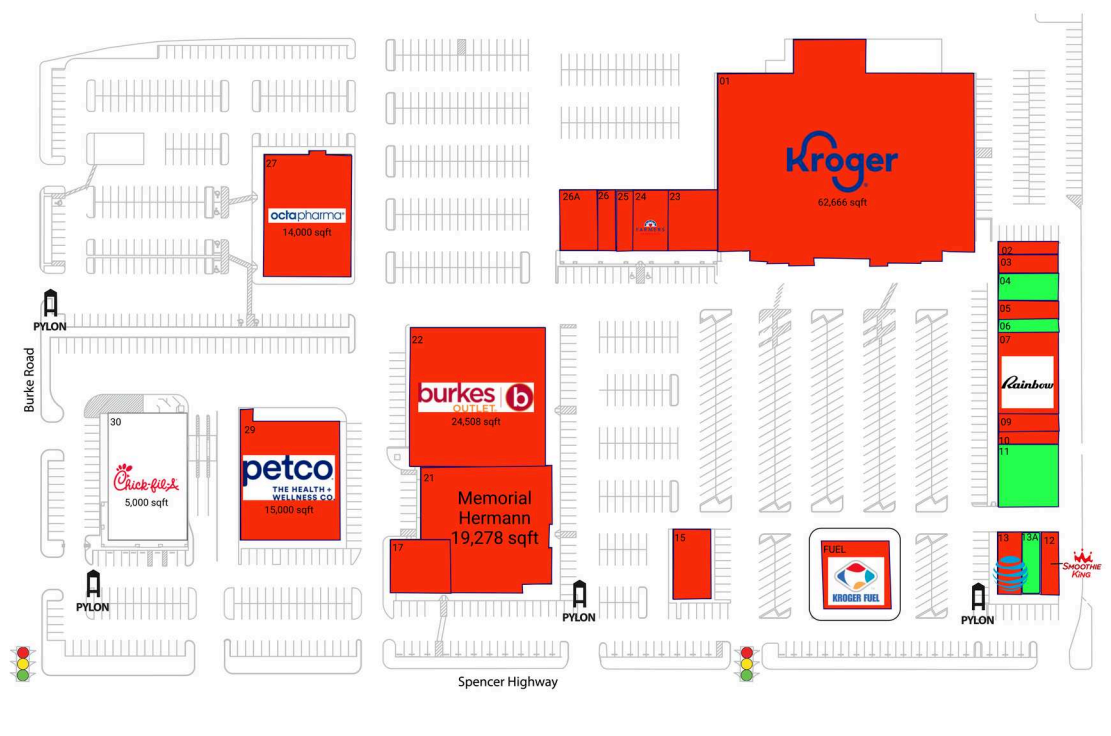 01
Kroger
62,666 sqft
27
octapharma
14,000 sqft
26A
26
25
24
FARMERS
23
02
03
04
05
06
07
Rainbow
09
10
11
PYLON
Burke Road
22
burkes b
OUTLET
24,508 sqft
30
Chick-fil-A
5,000 sqft
29
petco
THE HEALTH +
WELLNESS CO.
15,000 sqft
21
Memorial
Hermann
19,278 sqft
17
15
FUEL
KROGER FUEL
13
13A
12
AT&T
SMOOTHIE
KING
PYLON
PYLON
PYLON
Spencer Highway